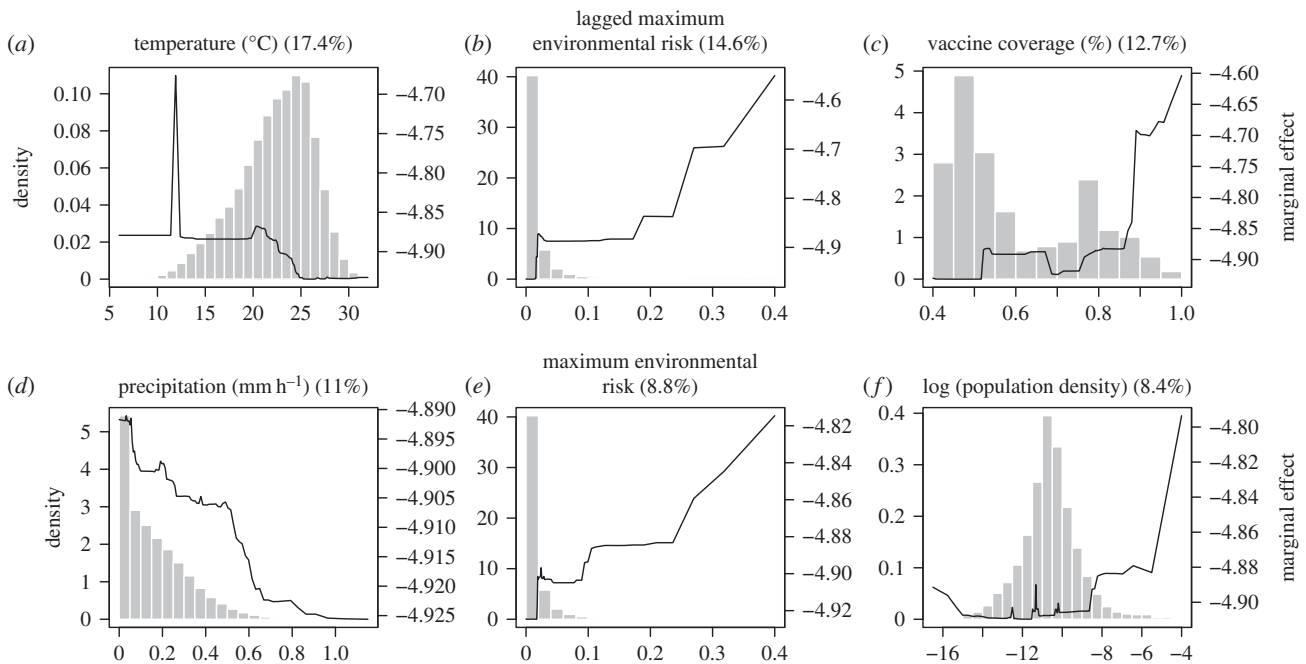 lagged maximum
(a) temperature (°C) (17.4%) (b) environmental risk (14.6%) (c) vaccine coverage (%) (12.7%)
0.10 0.08 0.06 0.04 0.02 0
density
−4.70 −4.75 −4.80 −4.85 −4.90
5 10 15 20 25 30
40 30 20 10 0
−4.6 −4.7 −4.8 −4.9
0 0.1 0.2 0.3 0.4
5 4 3 2 1 0
−4.60 −4.65 −4.70 −4.75 −4.80 −4.85 −4.90
marginal effect
0.4 0.6 0.8 1.0
maximum environmental
(d) precipitation (mm h⁻¹) (11%) (e) risk (8.8%) (f) log (population density) (8.4%)
5 4 3 2 1 0
density
−4.890 −4.895 −4.900 −4.905 −4.910 −4.915 −4.920 −4.925
0 0.2 0.4 0.6 0.8 1.0
40 30 20 10 0
−4.82 −4.84 −4.86 −4.88 −4.90 −4.92
0 0.1 0.2 0.3 0.4
0.4 0.3 0.2 0.1 0
−4.80 −4.82 −4.84 −4.86 −4.88 −4.90
marginal effect
−16 −12 −8 −6 −4